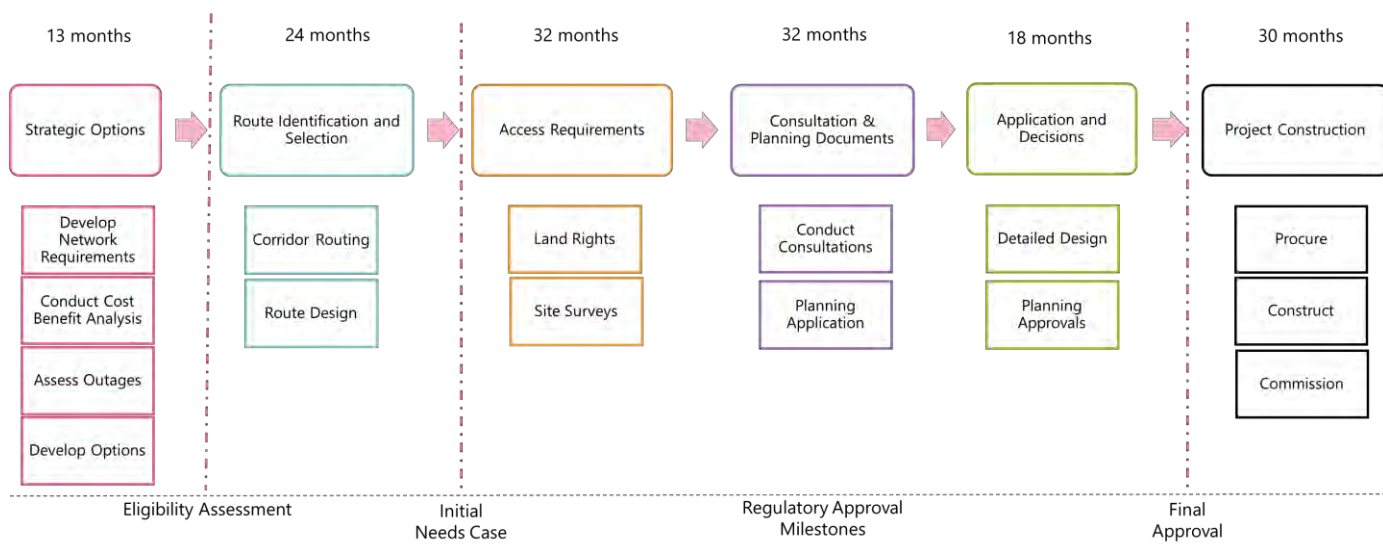 13 months
24 months
32 months
32 months
18 months
30 months
Strategic Options
Route Identification and
Selection
Access Requirements
Consultation &
Planning Documents
Application and
Decisions
Project Construction
Develop
Network
Requirements
Conduct Cost
Benefit Analysis
Assess Outages
Develop Options
Corridor Routing
Route Design
Land Rights
Site Surveys
Conduct
Consultations
Planning
Application
Detailed Design
Planning
Approvals
Procure
Construct
Commission
Eligibility Assessment
Initial
Needs Case
Regulatory Approval
Milestones
Final
Approval